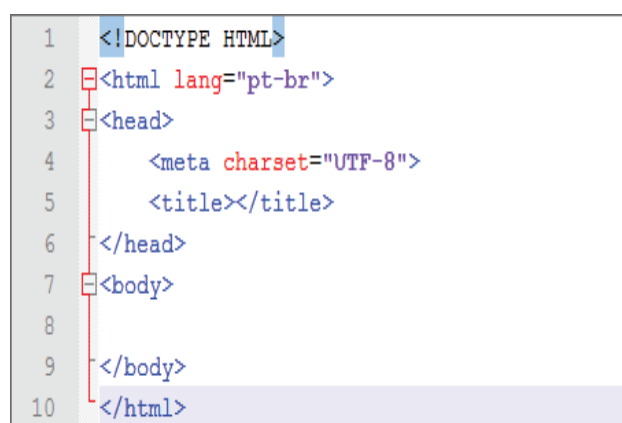 1 <!DOCTYPE HTML>
2 <html lang="pt-br">
3 <head>
4 <meta charset="UTF-8">
5 <title></title>
6 </head>
7 <body>
8
9 </body>
10 </html>